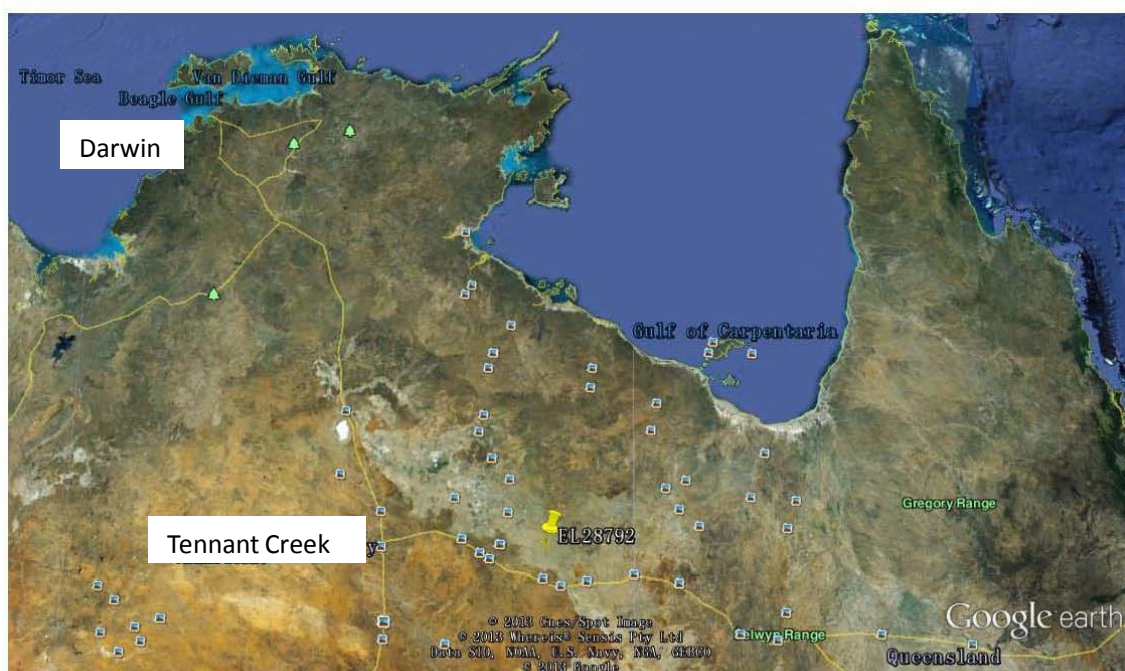 Timor Sea
Van Dieman Gulf
Beagle Gulf
Darwin
Gulf of Carpentaria
Gregory Range
EL28792
Tennant Creek
© 2013 Cnes/Spot Image
© 2013 Whereis® Sensis Pty Ltd
Data SIO, NOAA, U.S. Navy, NGA, GEBCO
© 2013 Google
Google earth
Selwyn Range
Queensland